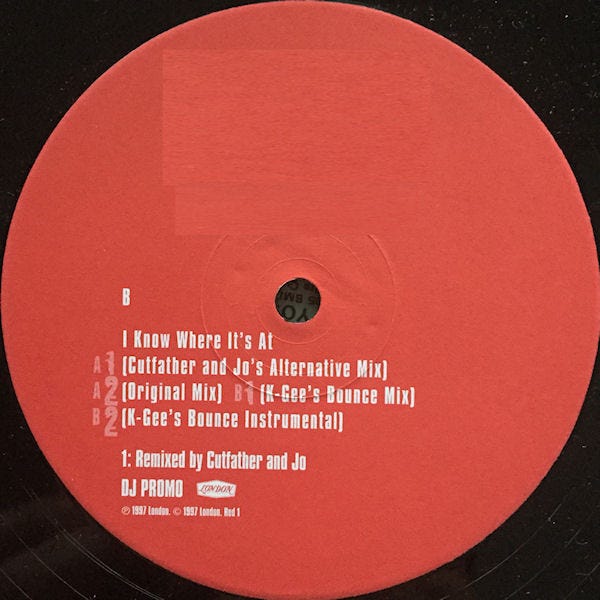 B
I Know Where It's At
A1 (Cutfather and Jo's Alternative Mix)
A2 (Original Mix) B1 (K-Gee's Bounce Mix)
B2 (K-Gee's Bounce Instrumental)
1: Remixed by Cutfather and Jo
DJ PROMO LONDON
℗ 1997 London. © 1997 London. Red 1